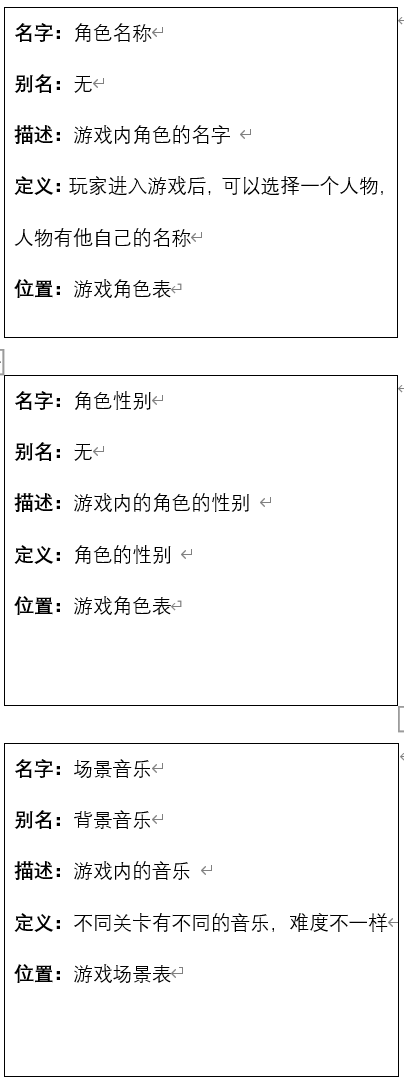 名字：角色名称
别名：无
描述：游戏内角色的名字
定义：玩家进入游戏后，可以选择一个人物，
人物有他自己的名称
位置：游戏角色表
名字：角色性别
别名：无
描述：游戏内的角色的性别
定义：角色的性别
位置：游戏角色表
名字：场景音乐
别名：背景音乐
描述：游戏内的音乐
定义：不同关卡有不同的音乐，难度不一样
位置：游戏场景表